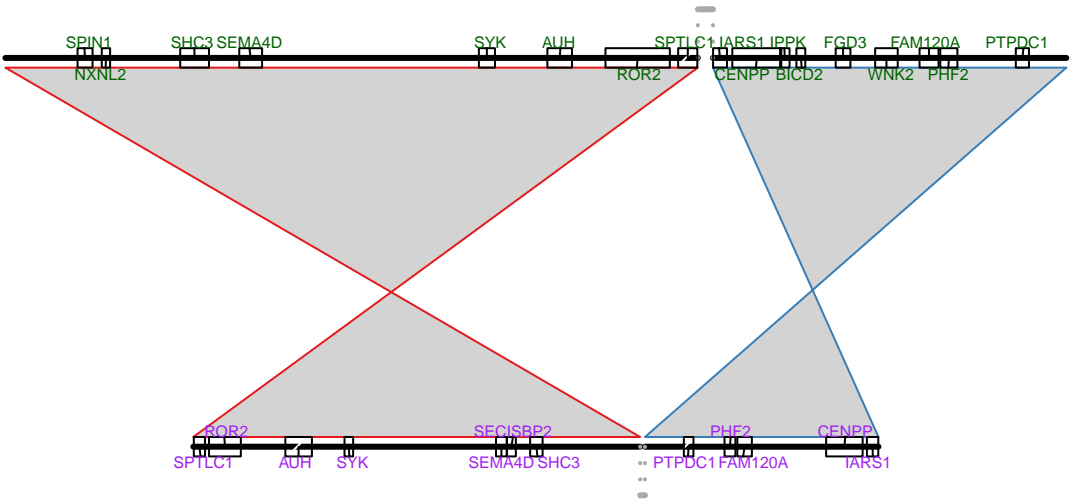 SPIN1 SHC3 SEMA4D SYK AUH SPTLC1 IARS1 IPPK FGD3 FAM120A PTPDC1
NXNL2 ROR2 CENPP BICD2 WNK2 PHF2
ROR2 SECISBP2 PHF2 CENPP
SPTLC1 AUH SYK SEMA4D SHC3 PTPDC1 FAM120A IARS1